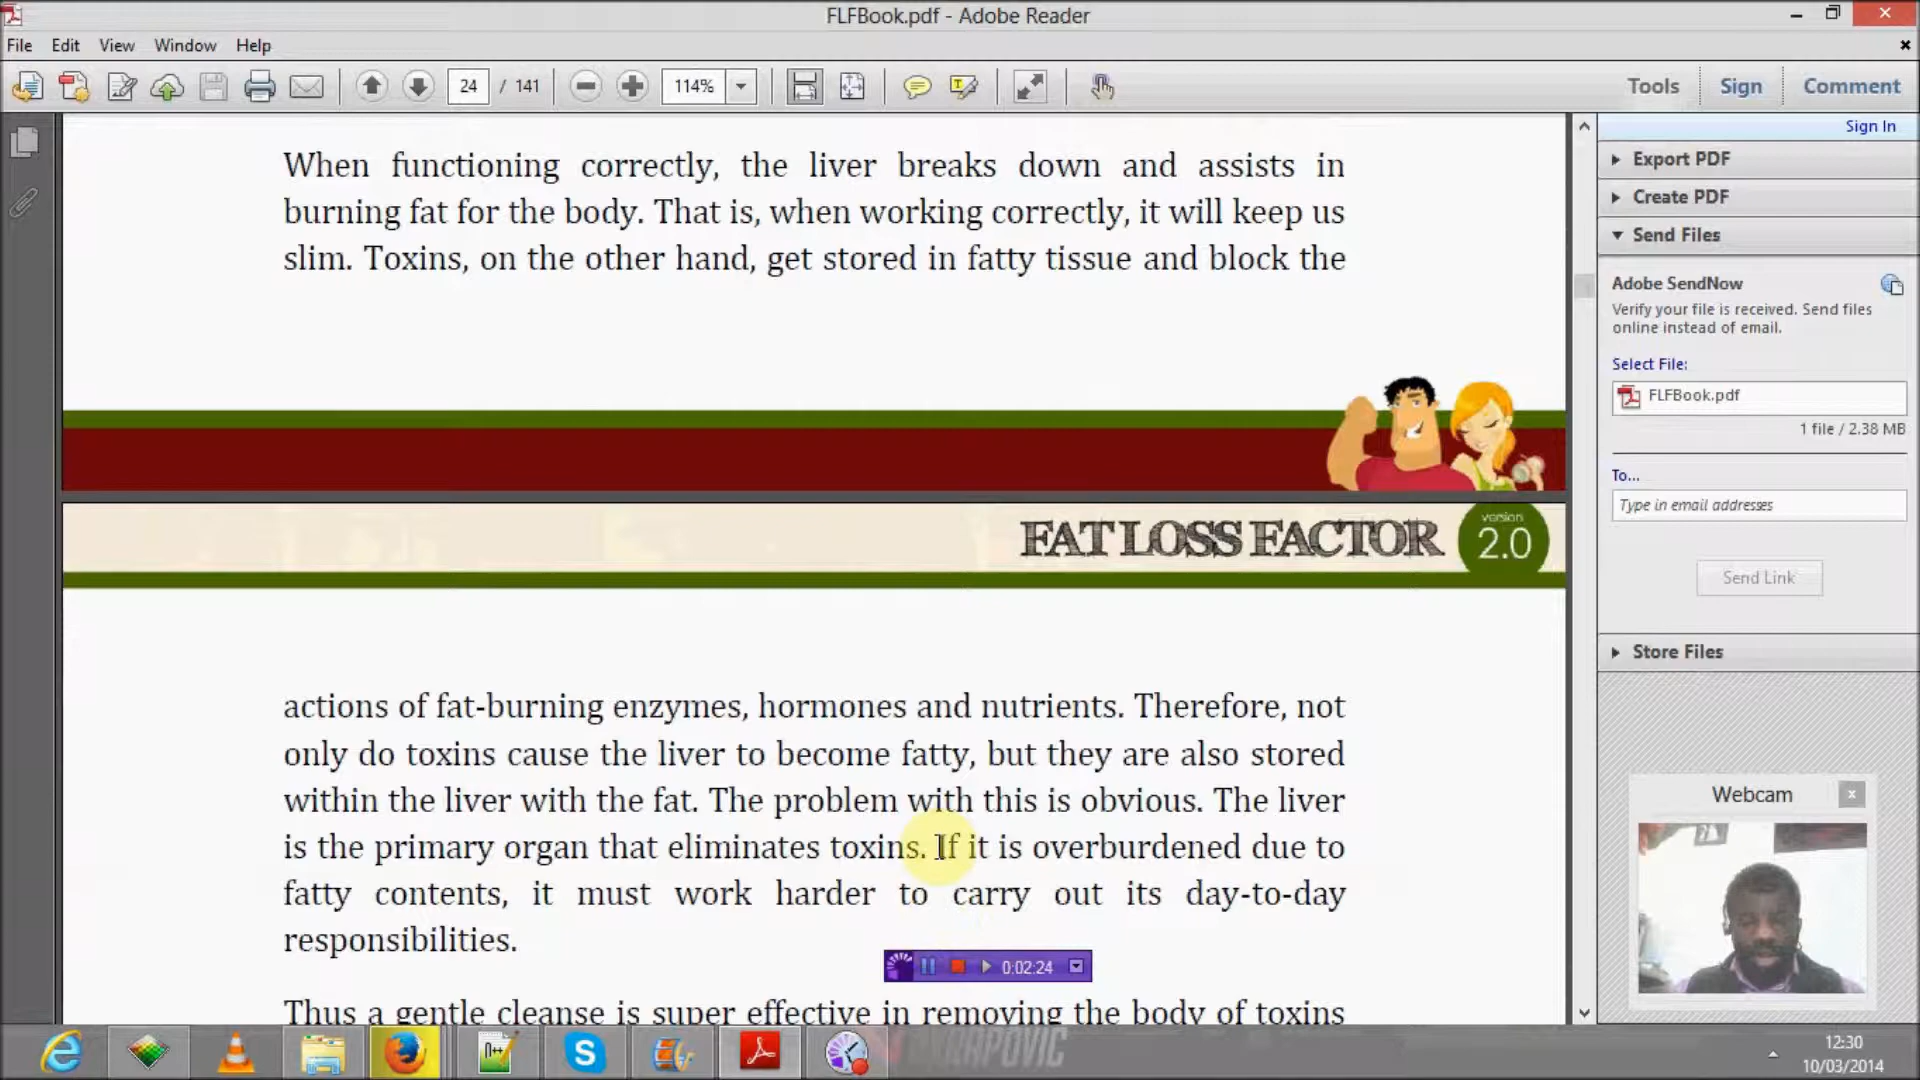 FLFBook.pdf - Adobe Reader
File Edit View Window Help
24 / 141 114% Tools Sign Comment
Sign In
When functioning correctly, the liver breaks down and assists in
burning fat for the body. That is, when working correctly, it will keep us
slim. Toxins, on the other hand, get stored in fatty tissue and block the
FAT LOSS FACTOR version 2.0
actions of fat-burning enzymes, hormones and nutrients. Therefore, not
only do toxins cause the liver to become fatty, but they are also stored
within the liver with the fat. The problem with this is obvious. The liver
is the primary organ that eliminates toxins. If it is overburdened due to
fatty contents, it must work harder to carry out its day-to-day
responsibilities.
Thus a gentle cleanse is super effective in removing the body of toxins
0:02:24
Export PDF
Create PDF
Send Files
Adobe SendNow
Verify your file is received. Send files
online instead of email.
Select File:
FLFBook.pdf
1 file / 2.38 MB
To...
Type in email addresses
Send Link
Store Files
Webcam
12:30
10/03/2014